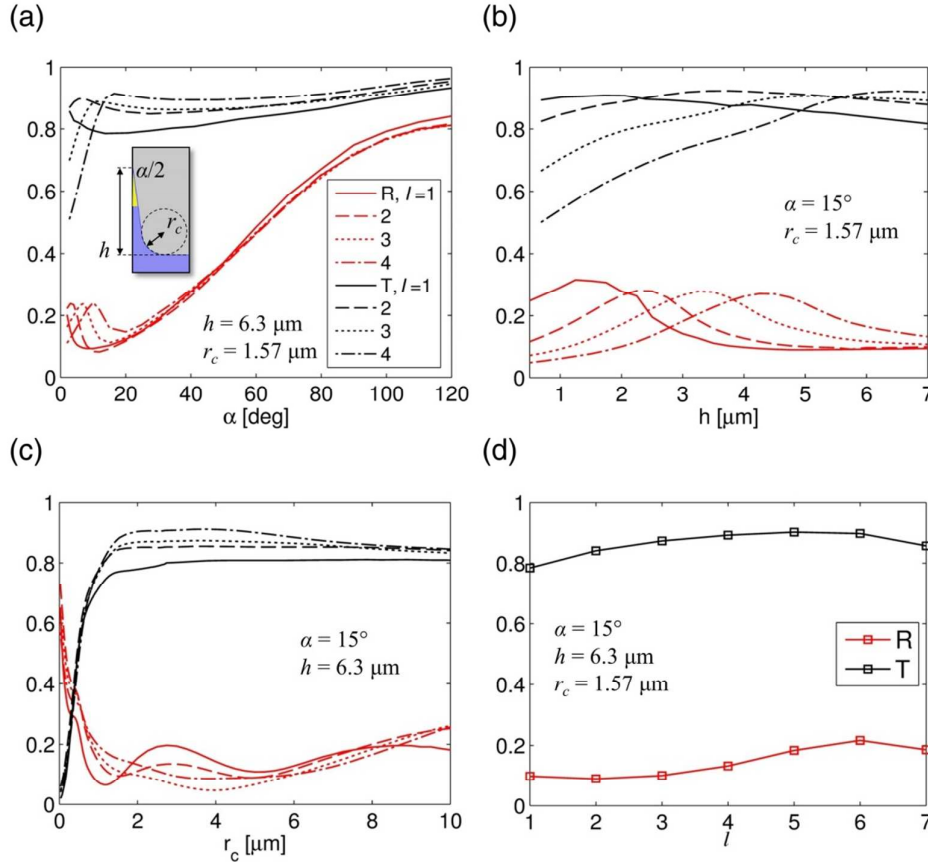 (a)
1
0.8
0.6
0.4
0.2
0
0 20 40 60 80 100 120
α [deg]
α/2
r_c
h
R, l=1
2
3
4
T, l=1
2
3
4
h = 6.3 μm
r_c = 1.57 μm
(b)
1
0.8
0.6
0.4
0.2
0
1 2 3 4 5 6 7
h [μm]
α = 15°
r_c = 1.57 μm
(c)
1
0.8
0.6
0.4
0.2
0
0 2 4 6 8 10
r_c [μm]
α = 15°
h = 6.3 μm
(d)
1
0.8
0.6
0.4
0.2
0
1 2 3 4 5 6 7
l
α = 15°
h = 6.3 μm
r_c = 1.57 μm
R
T